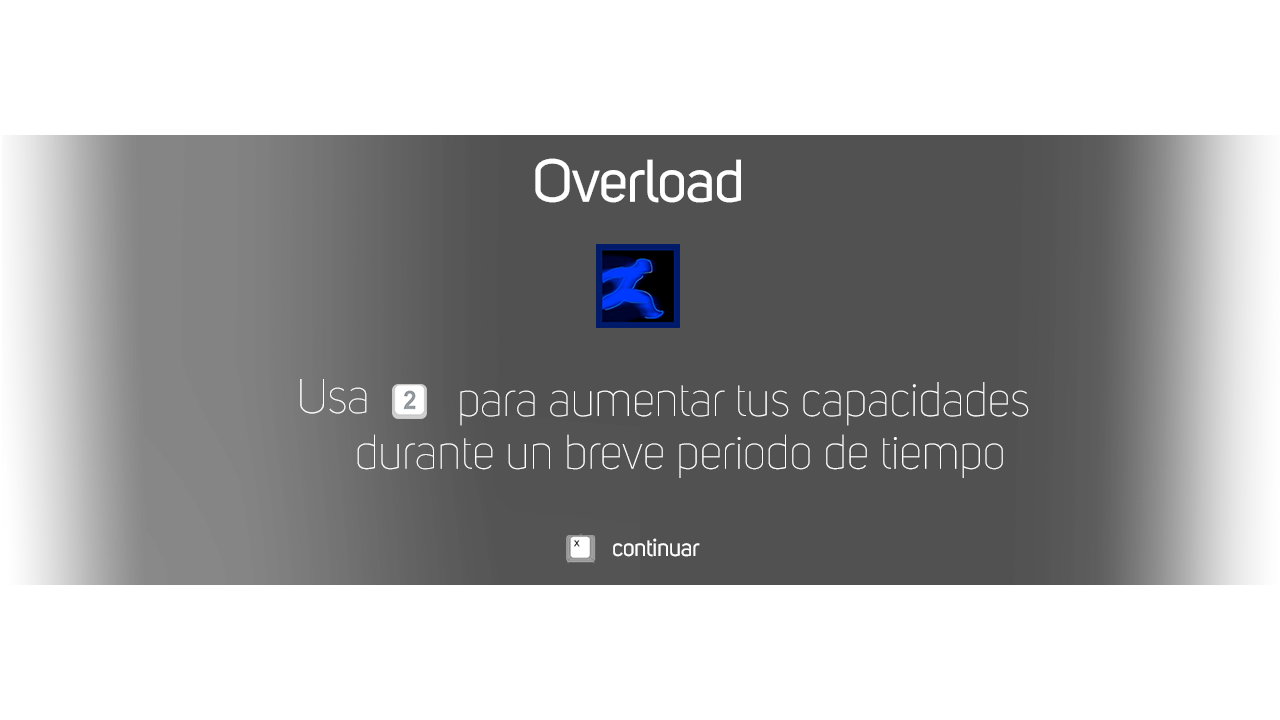 Overload
Usa 2 para aumentar tus capacidades
durante un breve periodo de tiempo
x continuar